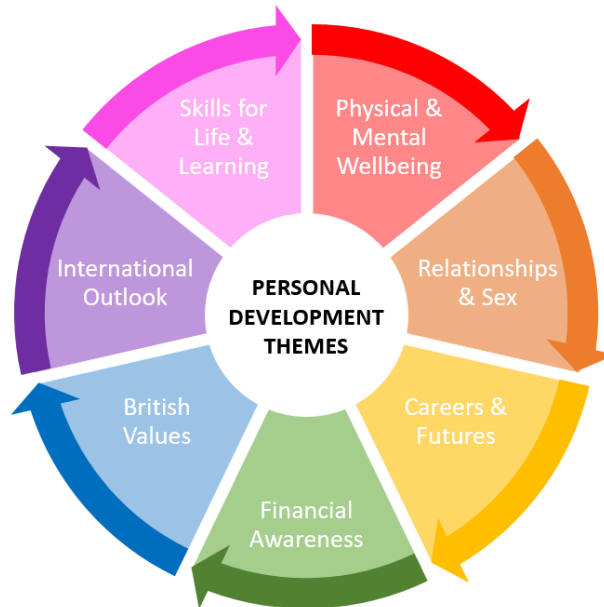 Skills for
Life &
Learning
Physical &
Mental
Wellbeing
Relationships
& Sex
Careers &
Futures
Financial
Awareness
British
Values
International
Outlook
PERSONAL
DEVELOPMENT
THEMES